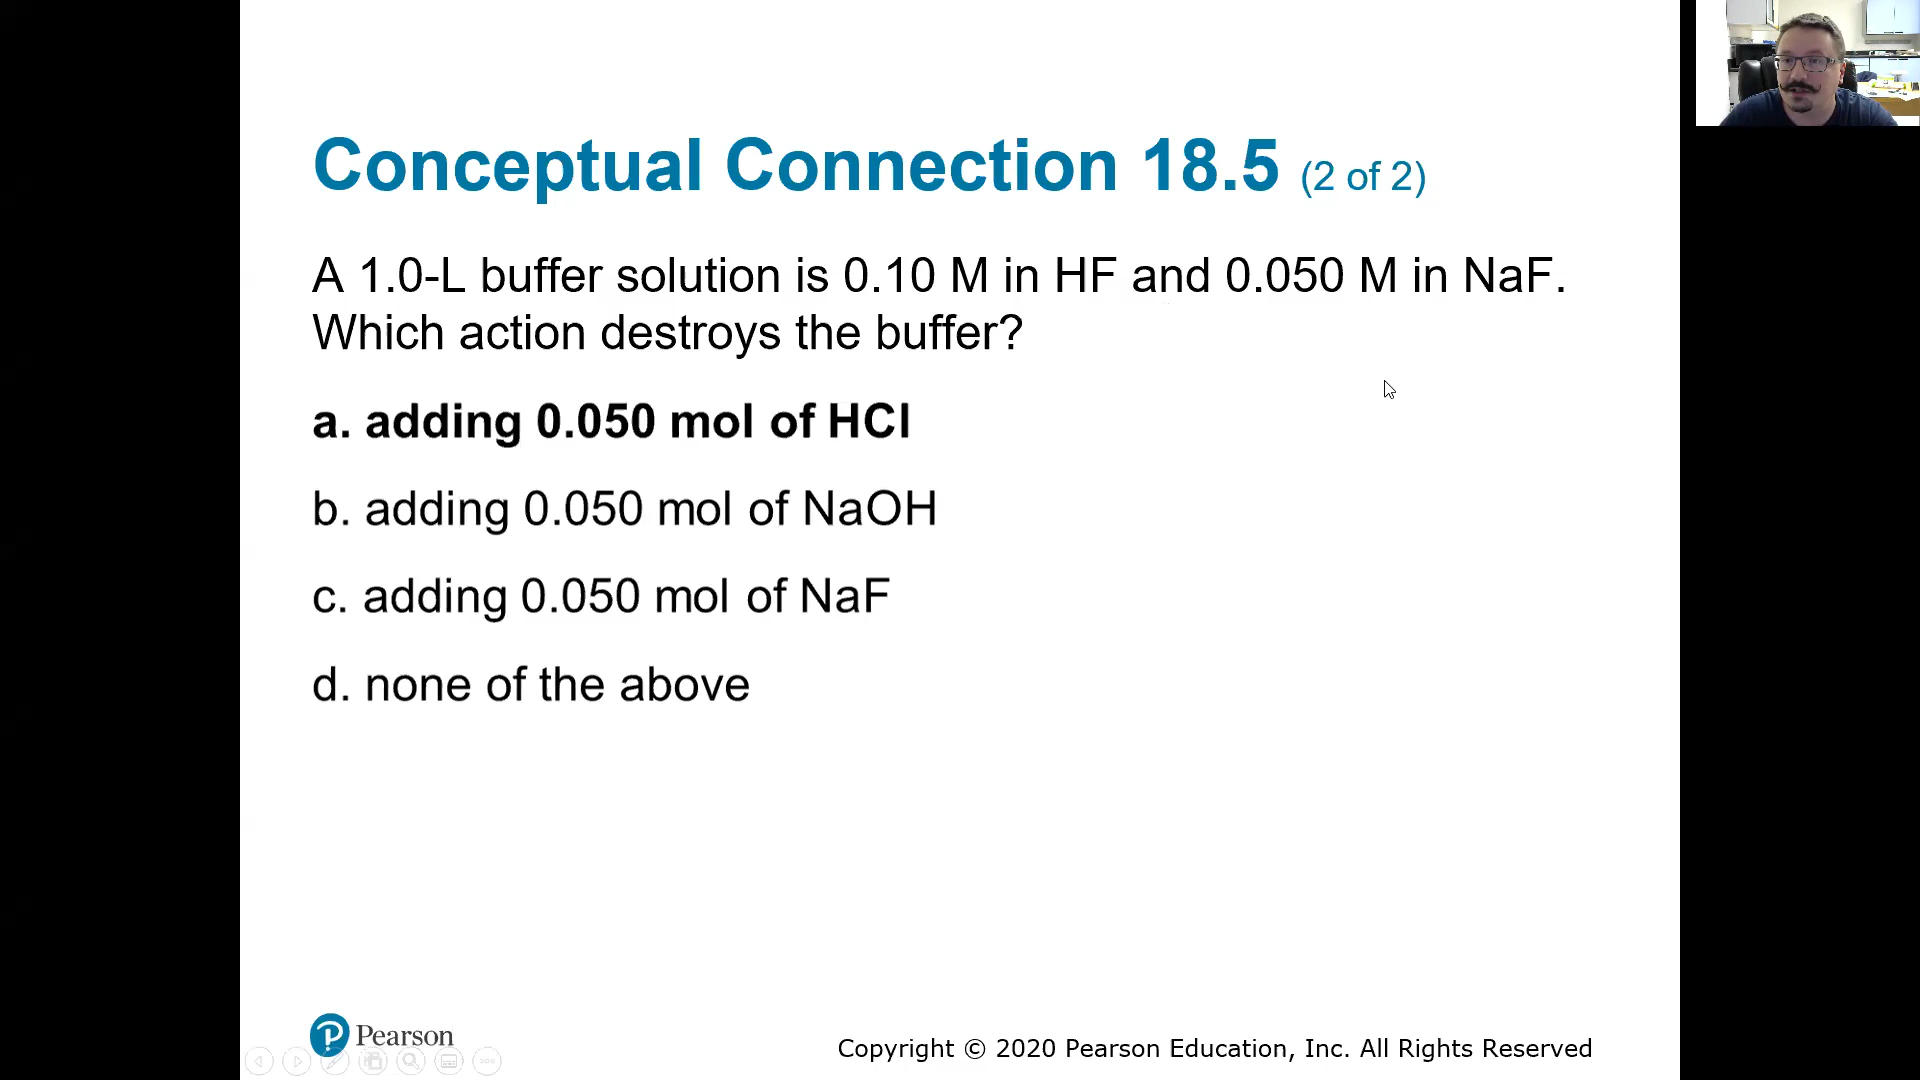 Conceptual Connection 18.5 (2 of 2)
A 1.0-L buffer solution is 0.10 M in HF and 0.050 M in NaF.
Which action destroys the buffer?
a. adding 0.050 mol of HCl
b. adding 0.050 mol of NaOH
c. adding 0.050 mol of NaF
d. none of the above
Pearson
Copyright © 2020 Pearson Education, Inc. All Rights Reserved